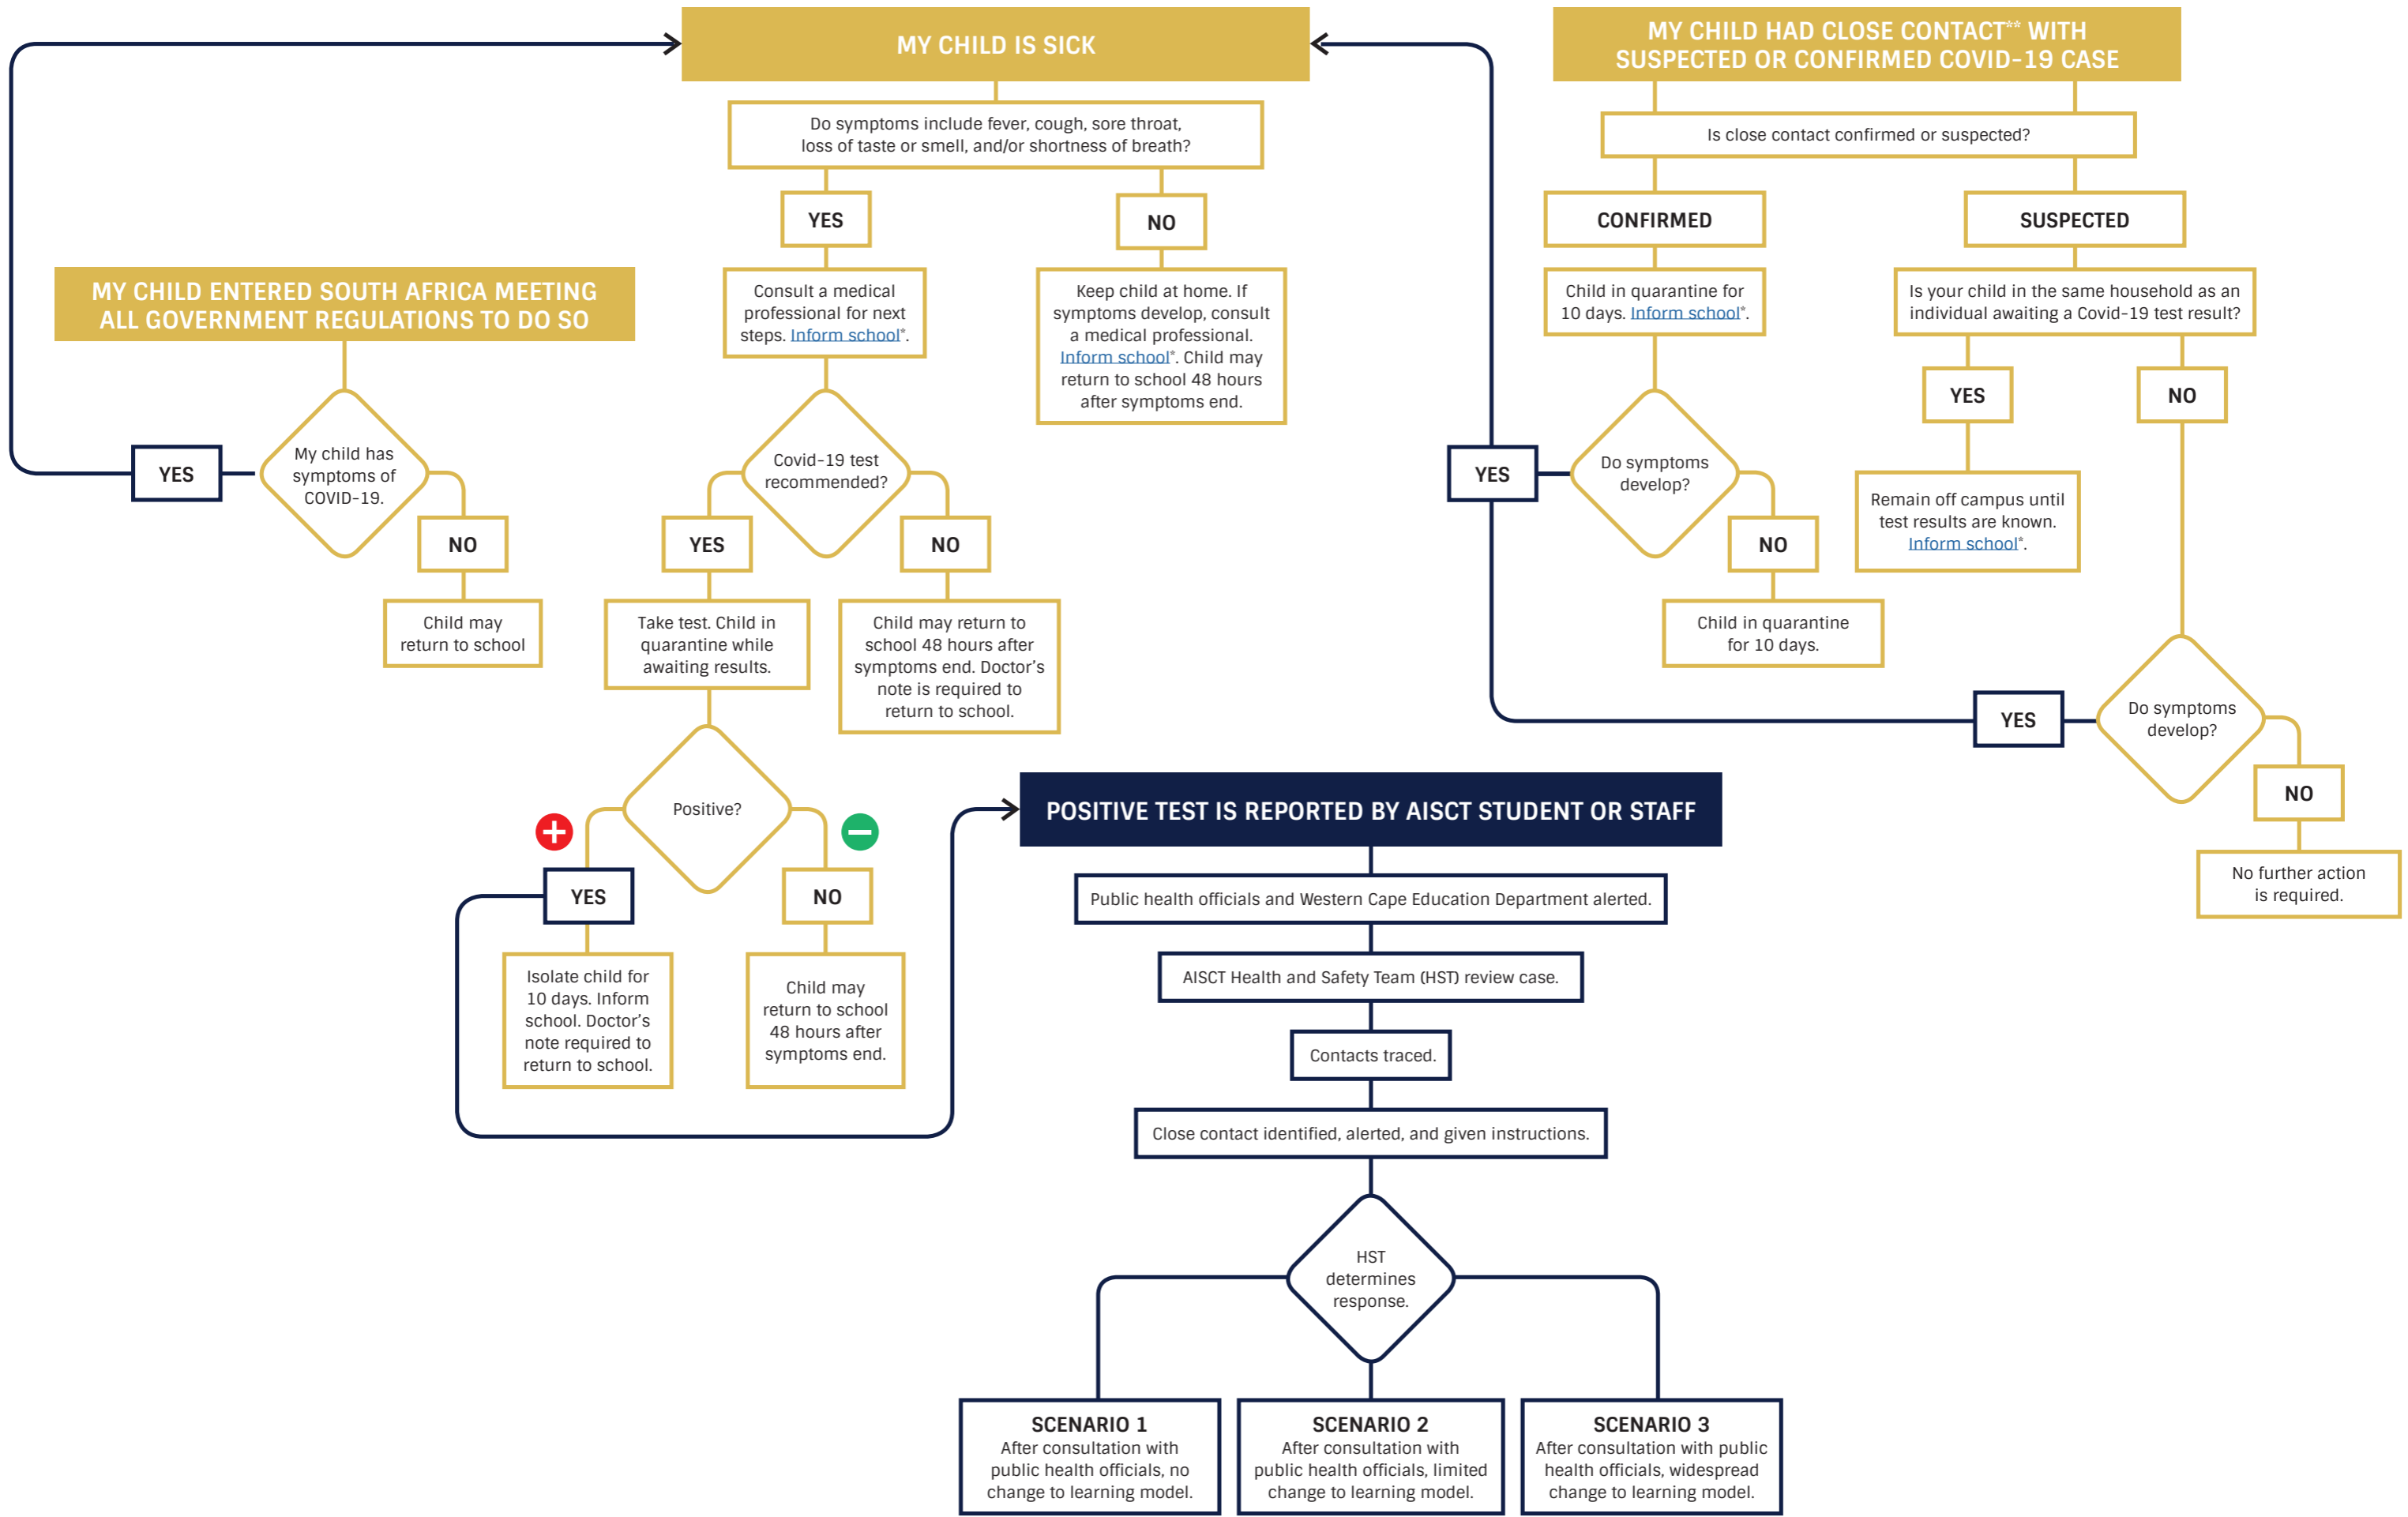 MY CHILD IS SICK
Do symptoms include fever, cough, sore throat,
loss of taste or smell, and/or shortness of breath?
YES
Consult a medical
professional for next
steps. Inform school*.
NO
Keep child at home. If
symptoms develop, consult
a medical professional.
Inform school*. Child may
return to school 48 hours
after symptoms end.
Covid-19 test
recommended?
YES
Take test. Child in
quarantine while
awaiting results.
NO
Child may return to
school 48 hours after
symptoms end. Doctor's
note is required to
return to school.
Positive?
YES
Isolate child for
10 days. Inform
school. Doctor's
note required to
return to school.
NO
Child may
return to school
48 hours after
symptoms end.
MY CHILD ENTERED SOUTH AFRICA MEETING
ALL GOVERNMENT REGULATIONS TO DO SO
My child has
symptoms of
COVID-19.
YES
NO
Child may
return to school
MY CHILD HAD CLOSE CONTACT** WITH
SUSPECTED OR CONFIRMED COVID-19 CASE
Is close contact confirmed or suspected?
CONFIRMED
Child in quarantine for
10 days. Inform school*.
Do symptoms
develop?
YES
NO
Child in quarantine
for 10 days.
SUSPECTED
Is your child in the same household as an
individual awaiting a Covid-19 test result?
YES
Remain off campus until
test results are known.
Inform school*.
NO
Do symptoms
develop?
YES
NO
No further action
is required.
POSITIVE TEST IS REPORTED BY AISCT STUDENT OR STAFF
Public health officials and Western Cape Education Department alerted.
AISCT Health and Safety Team (HST) review case.
Contacts traced.
Close contact identified, alerted, and given instructions.
HST
determines
response.
SCENARIO 1
After consultation with
public health officials, no
change to learning model.
SCENARIO 2
After consultation with
public health officials, limited
change to learning model.
SCENARIO 3
After consultation with public
health officials, widespread
change to learning model.